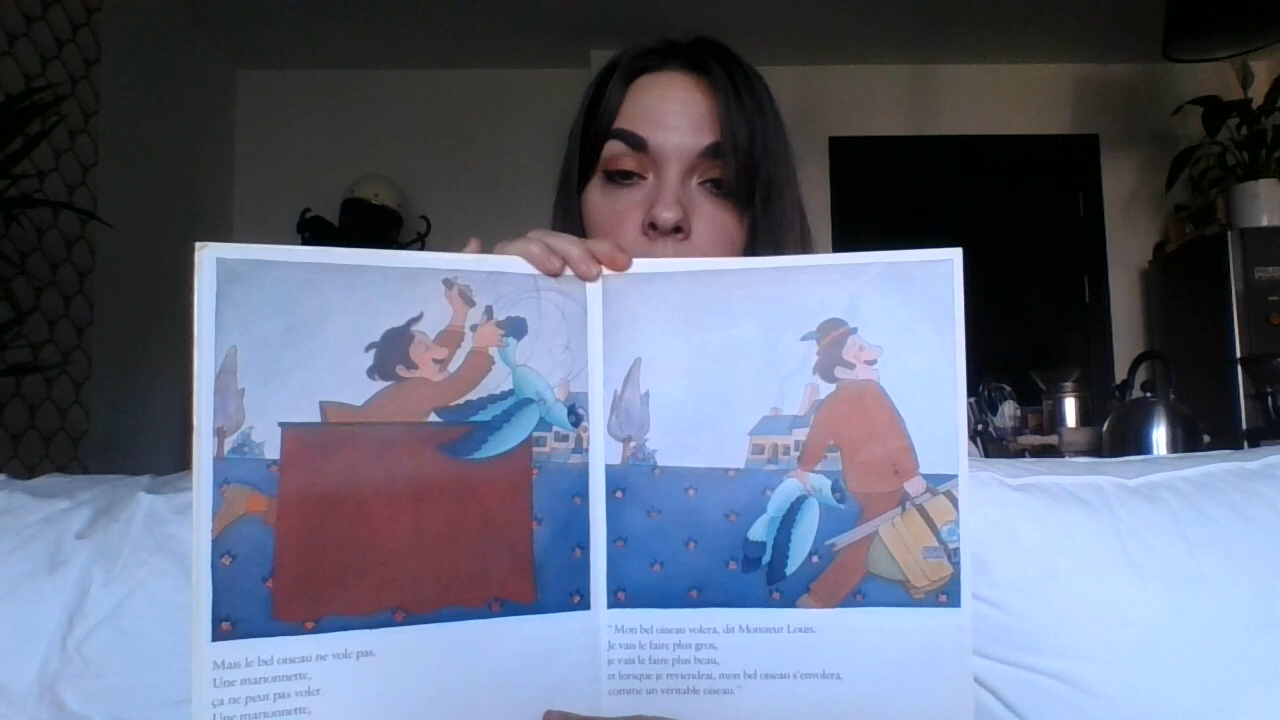 Mais le bel oiseau ne vole pas.
Une marionnette,
ça ne peut pas voler.
Une marionnette,
"Mon bel oiseau volera, dit Monsieur Louis.
Je vais le faire plus gros,
je vais le faire plus beau,
et lorsque je reviendrai, mon bel oiseau s'envolera,
comme un véritable oiseau."